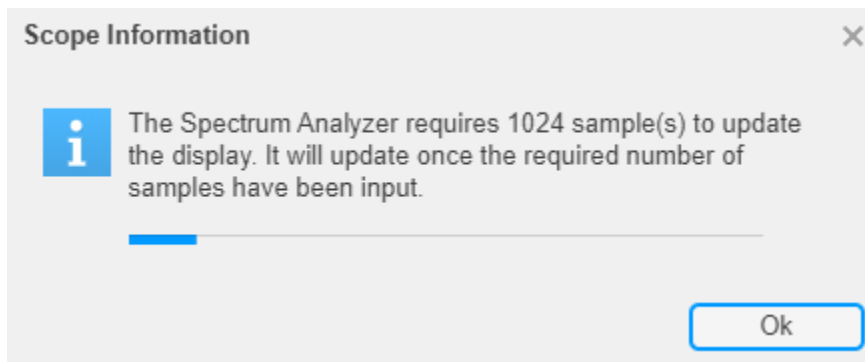 Scope Information
The Spectrum Analyzer requires 1024 sample(s) to update
the display. It will update once the required number of
samples have been input.
Ok